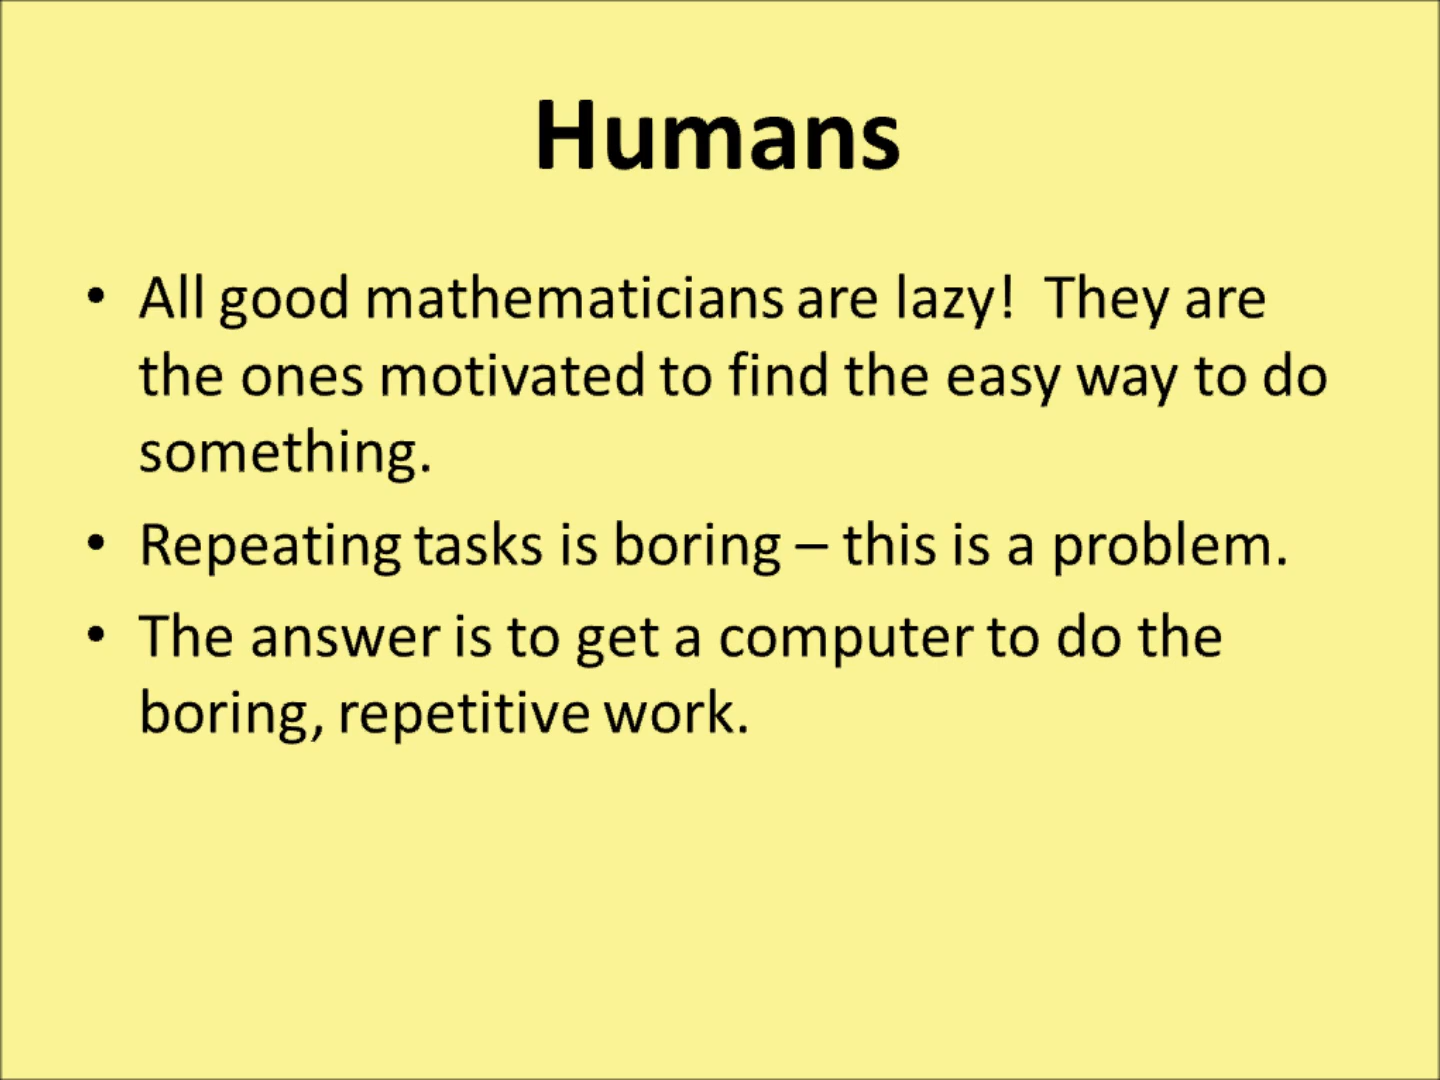 Humans
• All good mathematicians are lazy!  They are
the ones motivated to find the easy way to do
something.
• Repeating tasks is boring – this is a problem.
• The answer is to get a computer to do the
boring, repetitive work.